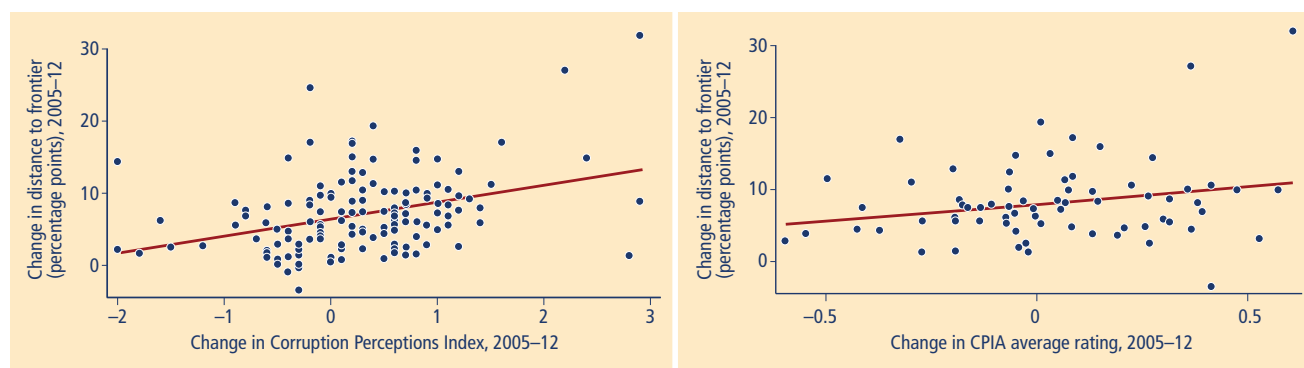 Change in distance to frontier
(percentage points), 2005–12
30
20
10
0
–2 –1 0 1 2 3
Change in Corruption Perceptions Index, 2005–12
Change in distance to frontier
(percentage points), 2005–12
30
20
10
0
–0.5 0 0.5
Change in CPIA average rating, 2005–12